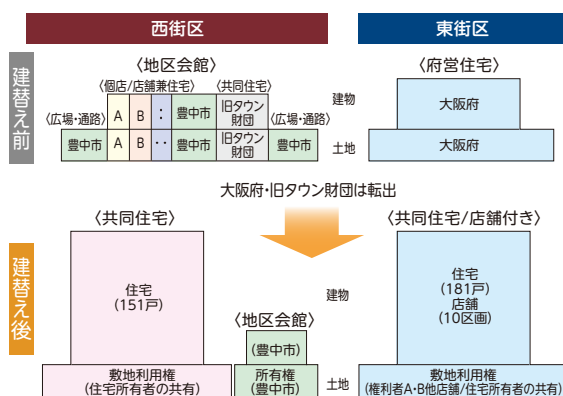 西街区
東街区
建替え前
〈地区会館〉
〈個店/店舗兼住宅〉
〈共同住宅〉
〈広場・通路〉
A
B
:
豊中市
旧タウン
財団
〈広場・通路〉
豊中市
A
B
‥
豊中市
旧タウン
財団
豊中市
建物
土地
〈府営住宅〉
大阪府
大阪府
大阪府・旧タウン財団は転出
建替え後
〈共同住宅〉
住宅
(151戸)
敷地利用権
(住宅所有者の共有)
〈地区会館〉
(豊中市)
所有権
(豊中市)
建物
土地
〈共同住宅/店舗付き〉
住宅
(181戸)
店舗
(10区画)
敷地利用権
(権利者A・B他店舗/住宅所有者の共有)